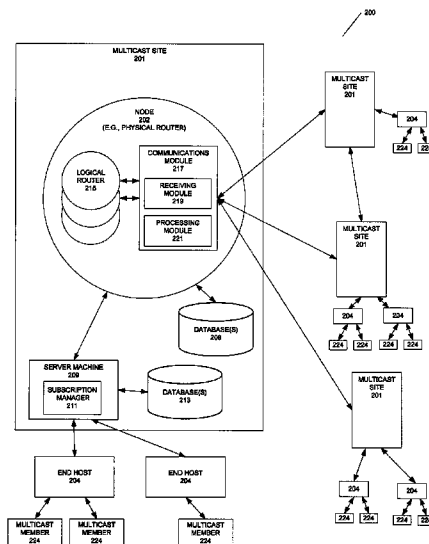 200
MULTICAST SITE
201
NODE
202
(E.G., PHYSICAL ROUTER)
LOGICAL
ROUTER
215
COMMUNICATIONS
MODULE
217
RECEIVING
MODULE
219
PROCESSING
MODULE
221
DATABASE(S)
208
SERVER MACHINE
209
SUBSCRIPTION
MANAGER
211
DATABASE(S)
213
END HOST
204
END HOST
204
MULTICAST
MEMBER
224
MULTICAST
MEMBER
224
MULTICAST
MEMBER
224
MULTICAST
SITE
201
204
224
MULTICAST
SITE
201
204
204
224
224
224
224
MULTICAST
SITE
201
204
204
224
224
224